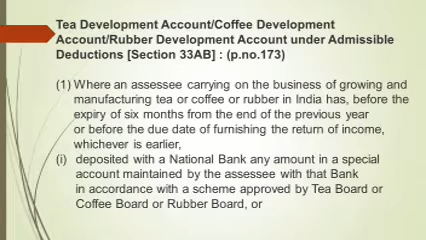 Tea Development Account/Coffee Development
Account/Rubber Development Account under Admissible
Deductions [Section 33AB] : (p.no.173)
(1) Where an assessee carrying on the business of growing and
manufacturing tea or coffee or rubber in India has, before the
expiry of six months from the end of the previous year
or before the due date of furnishing the return of income,
whichever is earlier,
(i) deposited with a National Bank any amount in a special
account maintained by the assessee with that Bank
in accordance with a scheme approved by Tea Board or
Coffee Board or Rubber Board, or